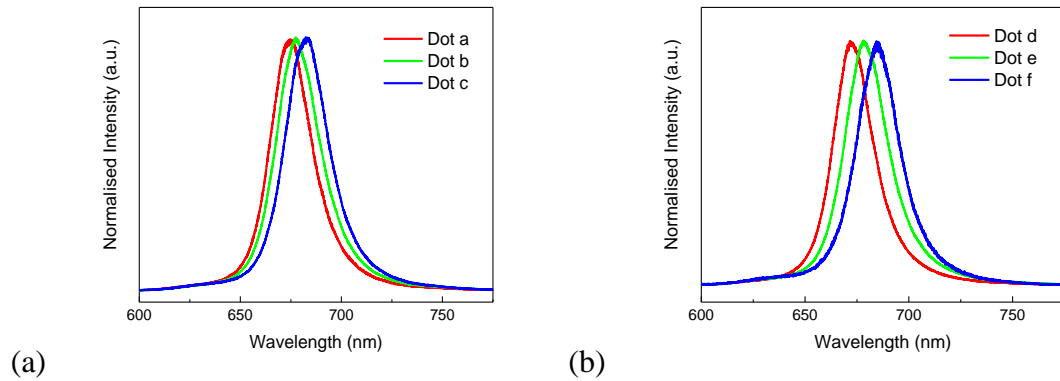 Normalised Intensity (a.u.)
Dot a
Dot b
Dot c
600 650 700 750
Wavelength (nm)
(a)
Normalised Intensity (a.u.)
Dot d
Dot e
Dot f
600 650 700 750
Wavelength (nm)
(b)